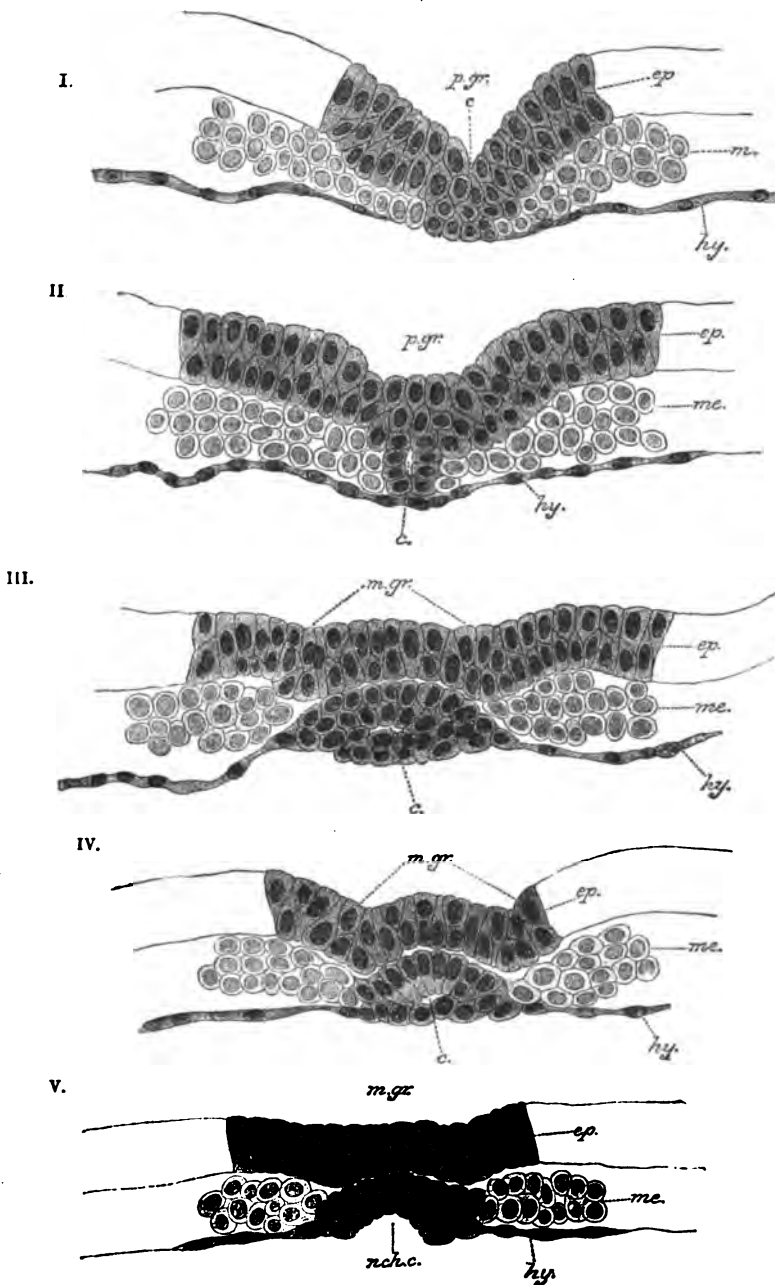 I.
p.gr.
c
ep.
m.
hy.
II
p.gr.
ep.
me.
hy.
c.
III.
m.gr.
ep.
me.
hy.
c.
IV.
m.gr.
ep.
me.
hy.
c.
V.
m.gr.
ep.
me.
nch.c.
hy.